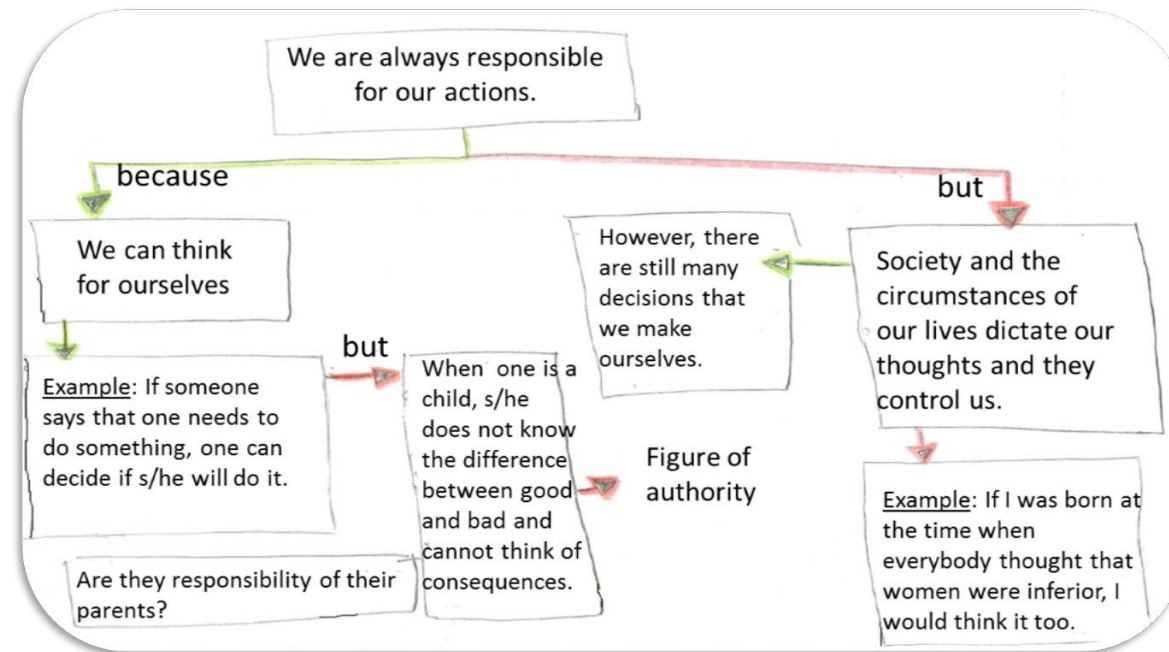 We are always responsible
for our actions.
because
but
We can think
for ourselves
However, there
are still many
decisions that
we make
ourselves.
Society and the
circumstances of
our lives dictate our
thoughts and they
control us.
Example: If someone
says that one needs to
do something, one can
decide if s/he will do it.
but
When one is a
child, s/he
does not know
the difference
between good
and bad and
cannot think of
consequences.
Figure of
authority
Are they responsibility of their
parents?
Example: If I was born at
the time when
everybody thought that
women were inferior, I
would think it too.